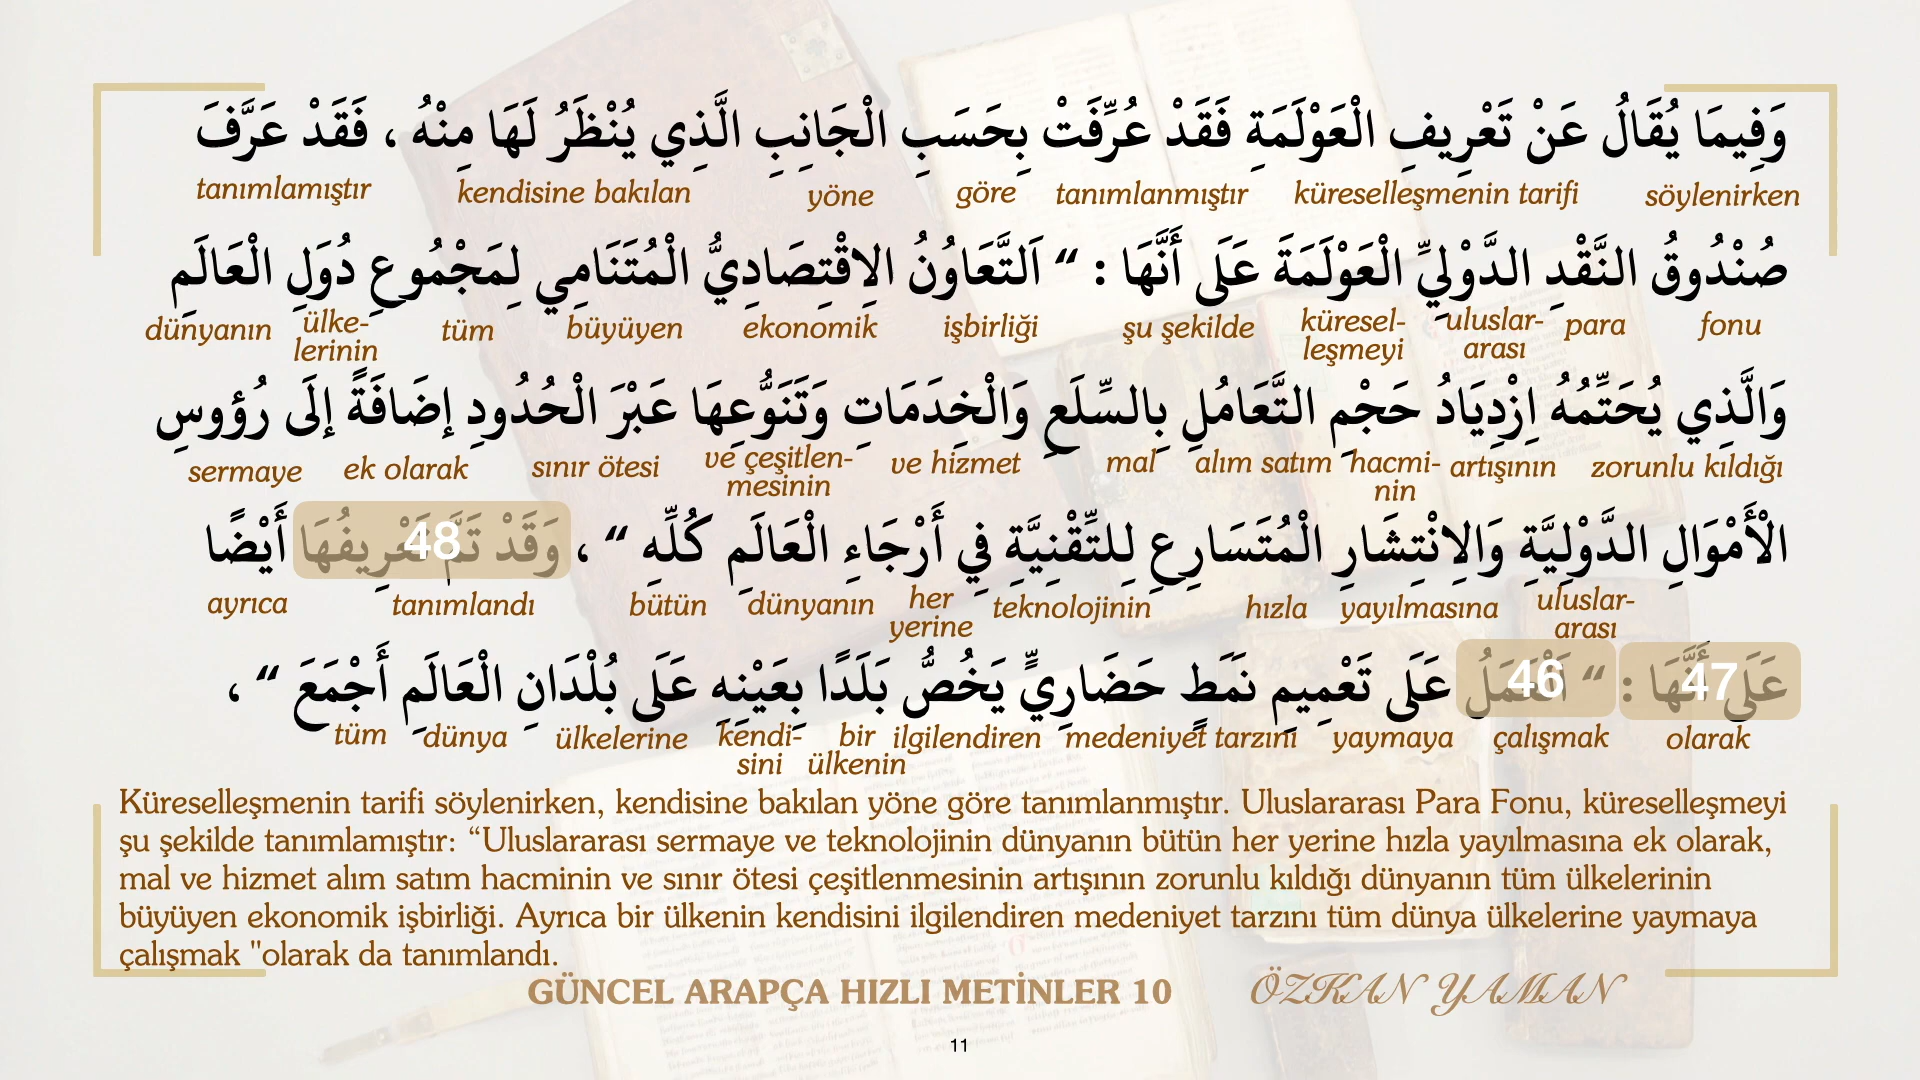 وَفِيمَا يُقَالُ عَنْ تَعْرِيفِ الْعَوْلَمَةِ فَقَدْ عُرِّفَتْ بِحَسَبِ الْجَانِبِ الَّذِي يُنْظَرُ لَهَا مِنْهُ ، فَقَدْ عَرَّفَ
söylenirken küreselleşmenin tarifi tanımlanmıştır göre yöne kendisine bakılan tanımlamıştır
صُنْدُوقُ النَّقْدِ الدَّوْلِيِّ الْعَوْلَمَةَ عَلَى أَنَّهَا : “ اَلتَّعَاوُنُ الِاقْتِصَادِيُّ الْمُتَنَامِي لِمَجْمُوعِ دُوَلِ الْعَالَمِ
fonu para uluslar-arası küresel-leşmeyi şu şekilde işbirliği ekonomik büyüyen tüm ülke-lerinin dünyanın
وَالَّذِي يُحَتِّمُهُ اِزْدِيَادُ حَجْمِ التَّعَامُلِ بِالسِّلَعِ وَالْخِدَمَاتِ وَتَنَوُّعِهَا عَبْرَ الْحُدُودِ إضَافَةً إلَى رُؤوسِ
zorunlu kıldığı artışının hacmi-nin alım satım mal ve hizmet ve çeşitlen-mesinin sınır ötesi ek olarak sermaye
الْأَمْوَالِ الدَّوْلِيَّةِ وَالِانْتِشَارِ الْمُتَسَارِعِ لِلتِّقْنِيَّةِ فِي أَرْجَاءِ الْعَالَمِ كُلِّهِ “ ، وَقَدْ تَمَّ تَعْرِيفُهَا 48 أَيْضًا
uluslar-arası yayılmasına hızla teknolojinin her yerine dünyanın bütün tanımlandı ayrıca
عَلَى أَنَّهَا : 47 “ اَلْعَمَلُ 46 عَلَى تَعْمِيمِ نَمَطٍ حَضَارِيٍّ يَخُصُّ بَلَدًا بِعَيْنِهِ عَلَى بُلْدَانِ الْعَالَمِ أَجْمَعَ “ ،
olarak çalışmak yaymaya medeniyet tarzını ilgilendiren bir ülkenin kendi-sini ülkelerine dünya tüm
Küreselleşmenin tarifi söylenirken, kendisine bakılan yöne göre tanımlanmıştır. Uluslararası Para Fonu, küreselleşmeyi
şu şekilde tanımlamıştır: “Uluslararası sermaye ve teknolojinin dünyanın bütün her yerine hızla yayılmasına ek olarak,
mal ve hizmet alım satım hacminin ve sınır ötesi çeşitlenmesinin artışının zorunlu kıldığı dünyanın tüm ülkelerinin
büyüyen ekonomik işbirliği. Ayrıca bir ülkenin kendisini ilgilendiren medeniyet tarzını tüm dünya ülkelerine yaymaya
çalışmak "olarak da tanımlandı.
GÜNCEL ARAPÇA HIZLI METİNLER 10 ÖZKAN YAMAN
11